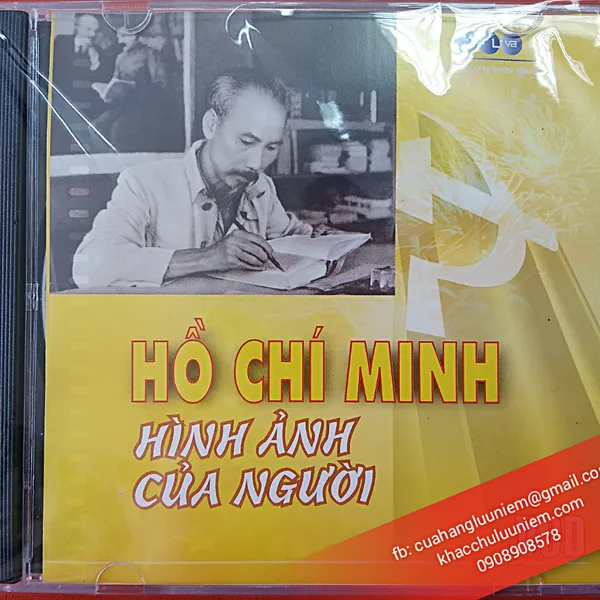 HỒ CHÍ MINH
HÌNH ẢNH
CỦA NGƯỜI
fb: cuahangluuniem@gmail.com
khacchuluuniem.com
0908908578